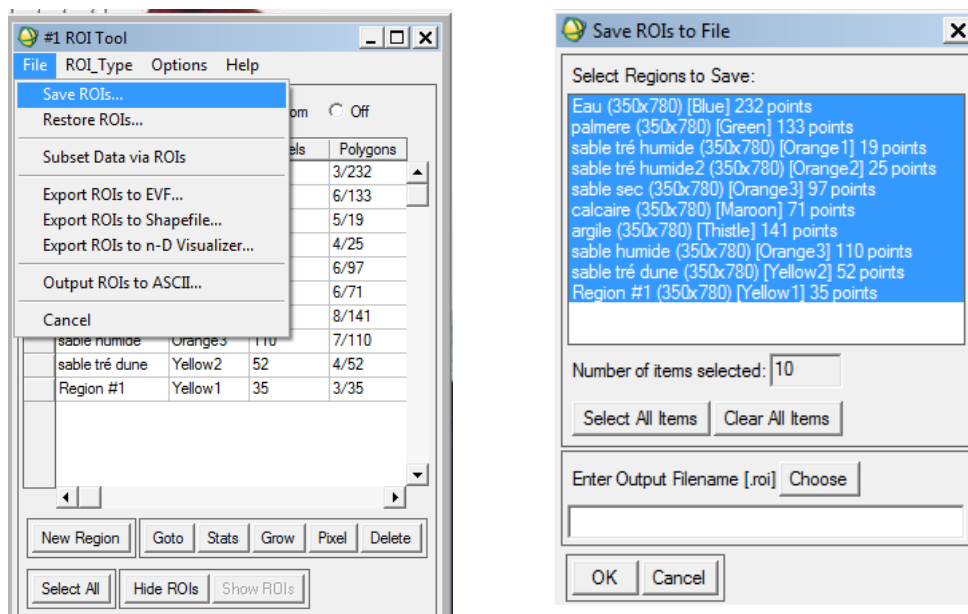 #1 ROI Tool
File ROI_Type Options Help
Save ROIs...
Restore ROIs...
Subset Data via ROIs
Export ROIs to EVF...
Export ROIs to Shapefile...
Export ROIs to n-D Visualizer...
Output ROIs to ASCII...
Cancel
Off
Polygons
3/232
6/133
5/19
4/25
6/97
6/71
8/141
sable humide Orange3 110 7/110
sable tré dune Yellow2 52 4/52
Region #1 Yellow1 35 3/35
New Region Goto Stats Grow Pixel Delete
Select All Hide ROIs Show ROIs
Save ROIs to File
Select Regions to Save:
Eau (350x780) [Blue] 232 points
palmere (350x780) [Green] 133 points
sable tré humide (350x780) [Orange1] 19 points
sable tré humide2 (350x780) [Orange2] 25 points
sable sec (350x780) [Orange3] 97 points
calcaire (350x780) [Maroon] 71 points
argile (350x780) [Thistle] 141 points
sable humide (350x780) [Orange3] 110 points
sable tré dune (350x780) [Yellow2] 52 points
Region #1 (350x780) [Yellow1] 35 points
Number of items selected: 10
Select All Items Clear All Items
Enter Output Filename [.roi] Choose
OK Cancel